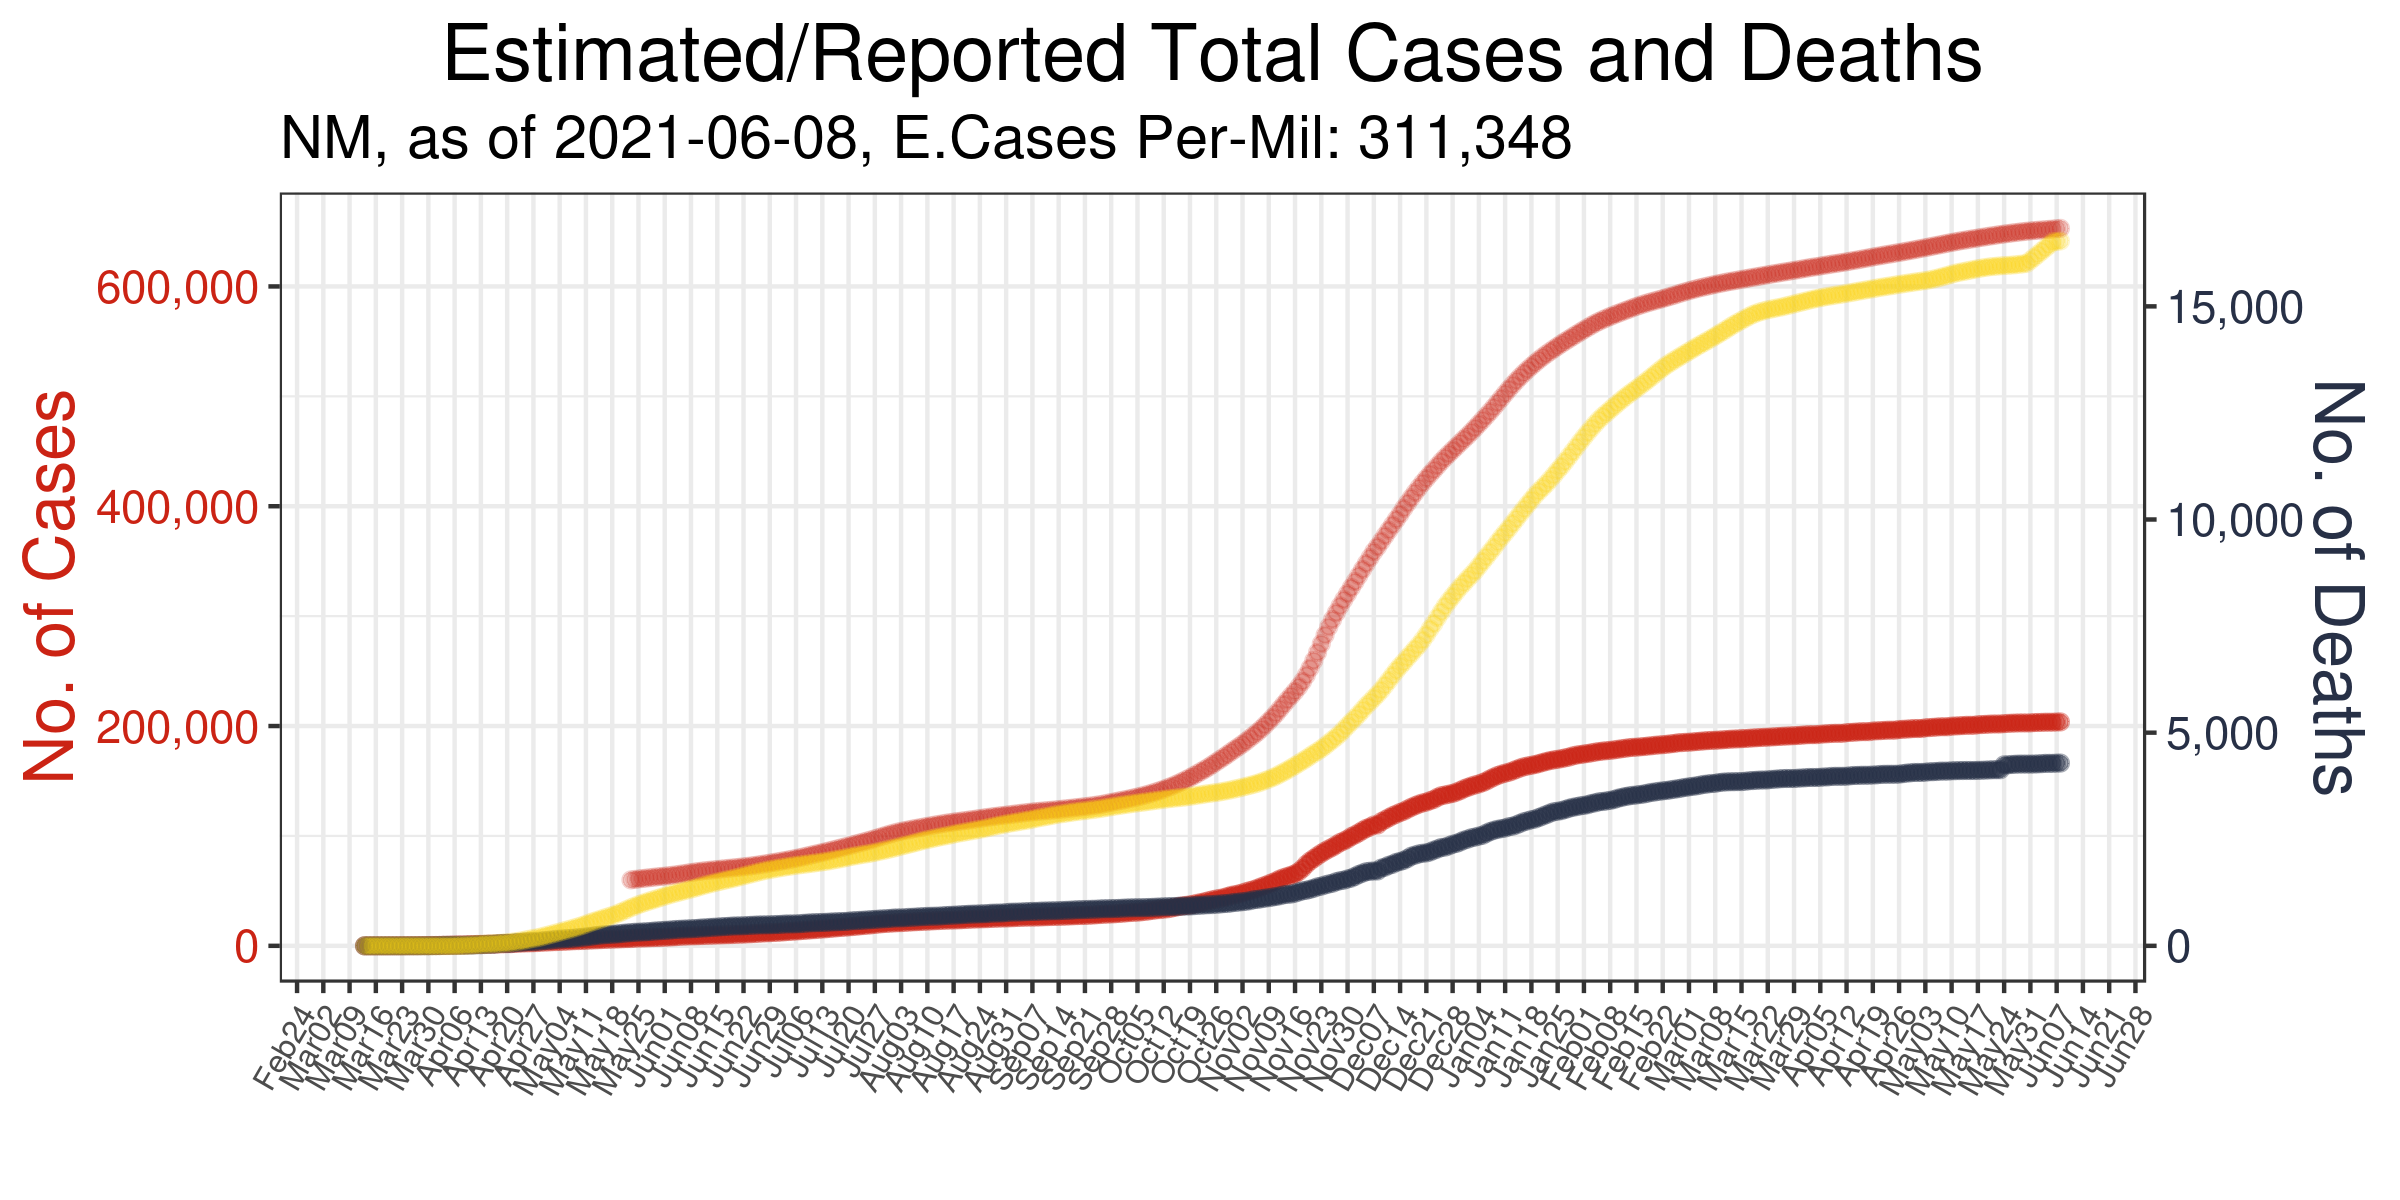 Estimated/Reported Total Cases and Deaths
NM, as of 2021-06-08, E.Cases Per-Mil: 311,348
No. of Cases
600,000
400,000
200,000
0
15,000
10,000
5,000
0
No. of Deaths
Feb24
Mar02
Mar09
Mar16
Mar23
Mar30
Apr06
Apr13
Apr20
Apr27
May04
May11
May18
May25
Jun01
Jun08
Jun15
Jun22
Jun29
Jul06
Jul13
Jul20
Jul27
Aug03
Aug10
Aug17
Aug24
Aug31
Sep07
Sep14
Sep21
Sep28
Oct05
Oct12
Oct19
Oct26
Nov02
Nov09
Nov16
Nov23
Nov30
Dec07
Dec14
Dec21
Dec28
Jan04
Jan11
Jan18
Jan25
Feb01
Feb08
Feb15
Feb22
Mar01
Mar08
Mar15
Mar22
Mar29
Apr05
Apr12
Apr19
Apr26
May03
May10
May17
May24
May31
Jun07
Jun14
Jun21
Jun28